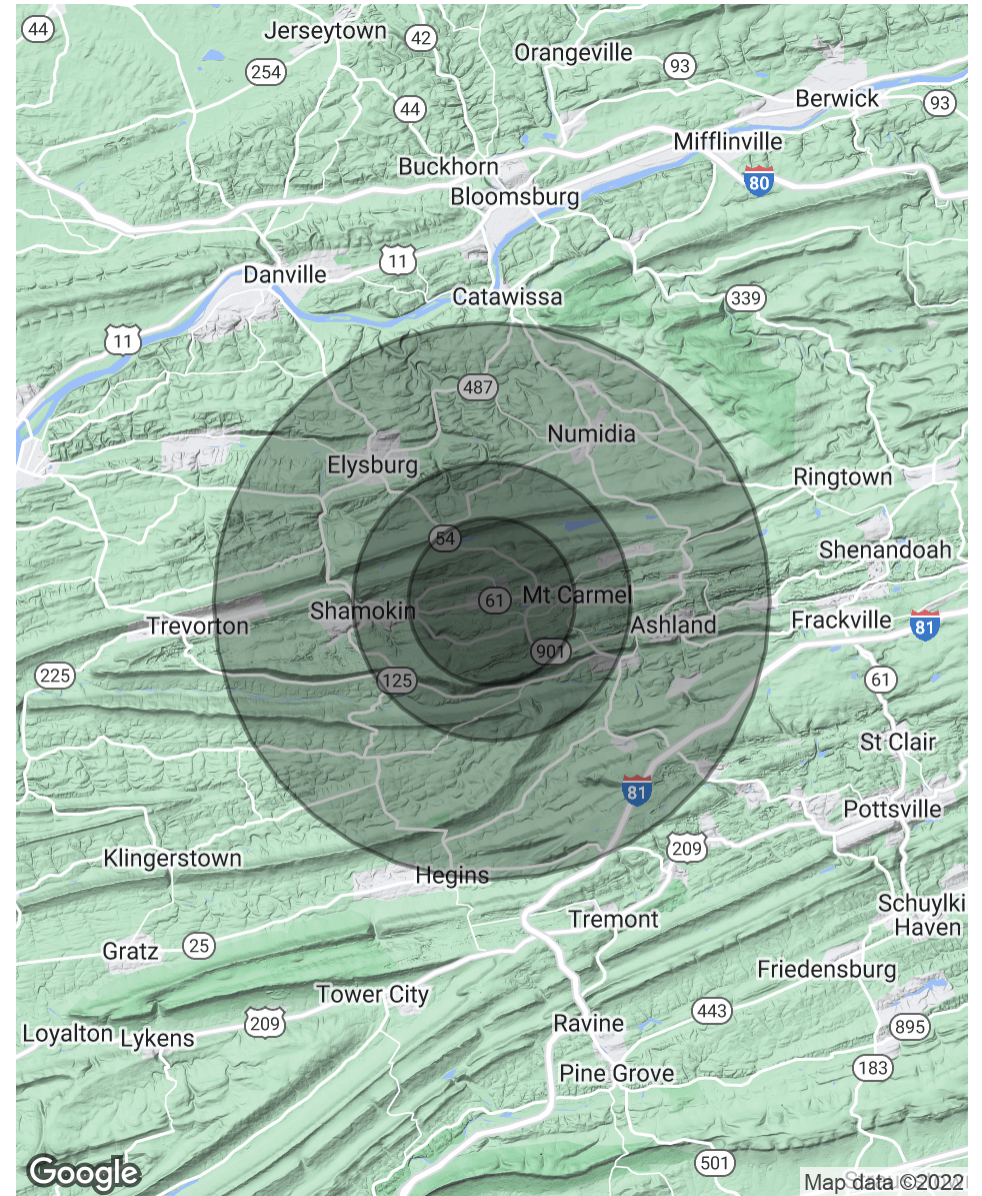 44
Jerseytown
42
Orangeville
254
93
Berwick
93
44
Mifflinville
Buckhorn
80
Bloomsburg
11
Danville
Catawissa
339
11
487
Numidia
Elysburg
Ringtown
54
Shenandoah
Mt Carmel
61
Shamokin
Frackville
Ashland
Trevorton
81
901
225
125
61
St Clair
81
Pottsville
209
Klingerstown
Hegins
Schuylki
Haven
Tremont
25
Gratz
Friedensburg
Tower City
443
209
Ravine
895
Loyalton
Lykens
183
Pine Grove
501
Google
Map data ©2022